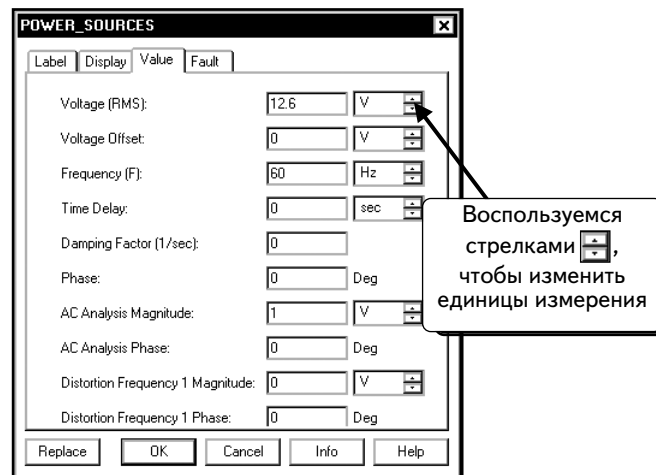 POWER_SOURCES
Label Display Value Fault
Voltage (RMS): 12.6 V
Voltage Offset: 0 V
Frequency (F): 60 Hz
Time Delay: 0 sec
Damping Factor (1/sec): 0
Phase: 0 Deg
AC Analysis Magnitude: 1 V
AC Analysis Phase: 0 Deg
Distortion Frequency 1 Magnitude: 0 V
Distortion Frequency 1 Phase: 0 Deg
Replace OK Cancel Info Help
Воспользуемся
стрелками ,
чтобы изменить
единицы измерения